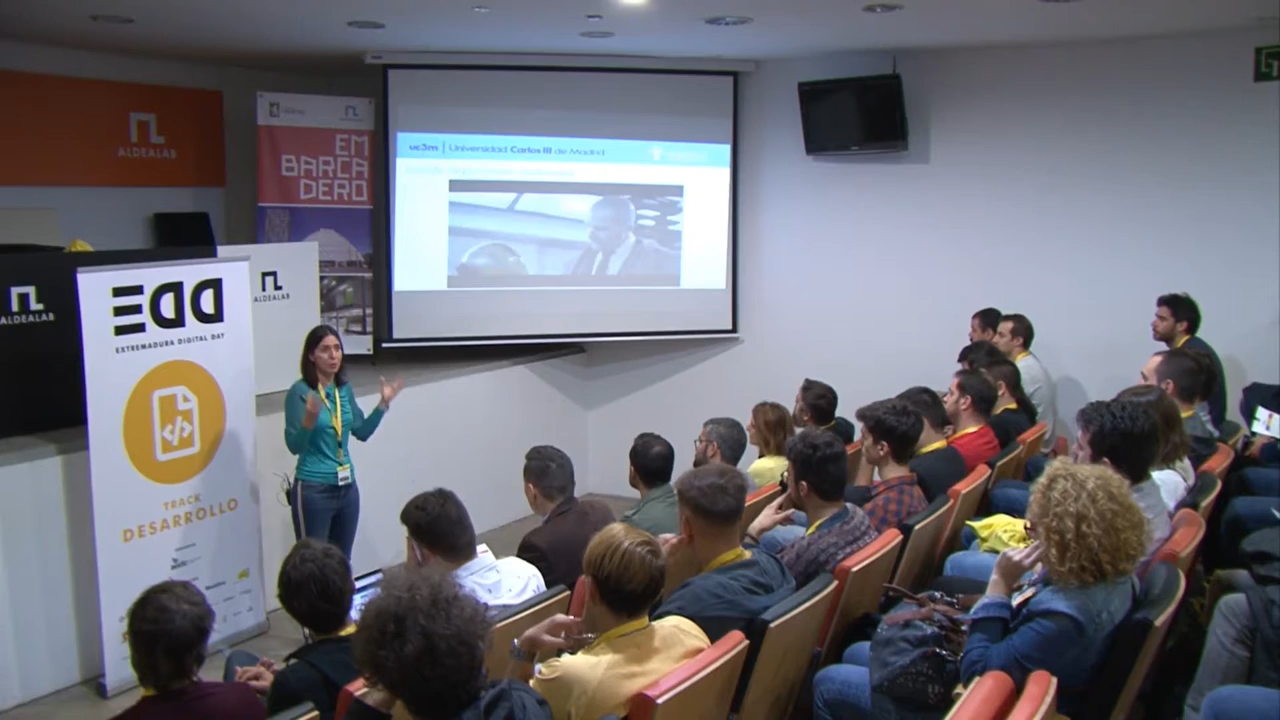 ALDEALAB
EM
BARCA
DERO
uc3m | Universidad Carlos III de Madrid
ALDEALAB
ALDEALAB
EDD
EXTREMADURA DIGITAL DAY
</>
TRACK
DESARROLLO